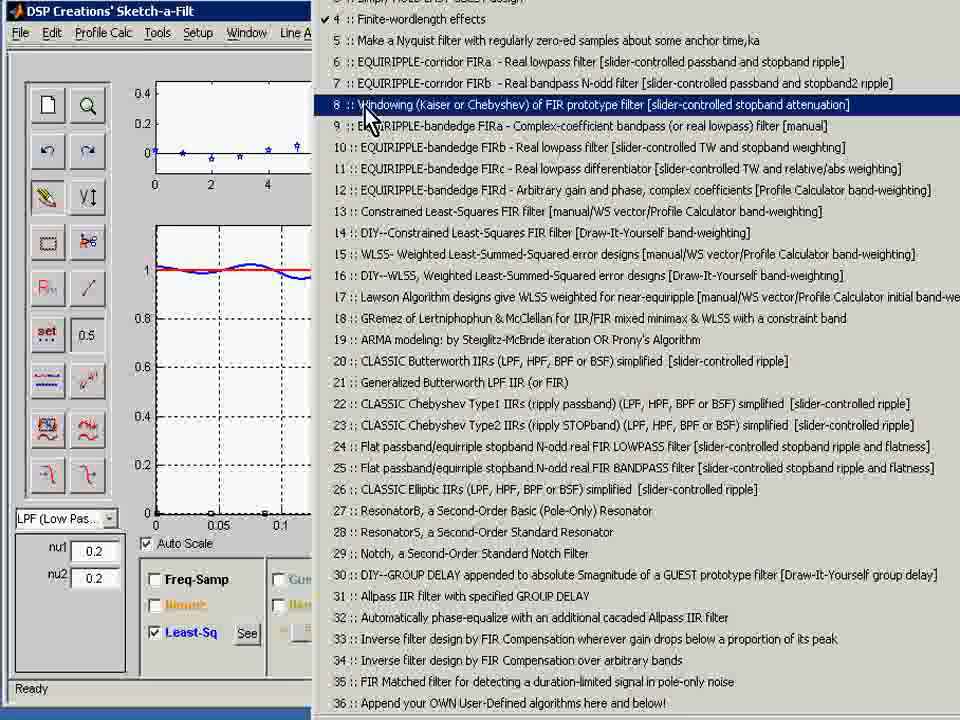 DSP Creations' Sketch-a-Filt
File Edit Profile Calc Tools Setup Window Line A
4 :: Finite-wordlength effects
5 :: Make a Nyquist filter with regularly zero-ed samples about some anchor time,ka
6 :: EQUIRIPPLE-corridor FIRa - Real lowpass filter [slider-controlled passband and stopband ripple]
7 :: EQUIRIPPLE-corridor FIRb - Real bandpass N-odd filter [slider-controlled passband and stopband2 ripple]
8 :: Windowing (Kaiser or Chebyshev) of FIR prototype filter [slider-controlled stopband attenuation]
9 :: EQUIRIPPLE-bandedge FIRa - Complex-coefficient bandpass (or real lowpass) filter [manual]
10 :: EQUIRIPPLE-bandedge FIRb - Real lowpass filter [slider-controlled TW and stopband weighting]
11 :: EQUIRIPPLE-bandedge FIRc - Real lowpass differentiator [slider-controlled TW and relative/abs weighting]
12 :: EQUIRIPPLE-bandedge FIRd - Arbitrary gain and phase, complex coefficients [Profile Calculator band-weighting]
13 :: Constrained Least-Squares FIR filter [manual/WS vector/Profile Calculator band-weighting]
14 :: DIY--Constrained Least-Squares FIR filter [Draw-It-Yourself band-weighting]
15 :: WLSS- Weighted Least-Summed-Squared error designs [manual/WS vector/Profile Calculator band-weighting]
16 :: DIY--WLSS, Weighted Least-Summed-Squared error designs [Draw-It-Yourself band-weighting]
17 :: Lawson Algorithm designs give WLSS weighted for near-equiripple [manual/WS vector/Profile Calculator initial band-we
18 :: GRemez of Lertniphophun & McClellan for IIR/FIR mixed minimax & WLSS with a constraint band
19 :: ARMA modeling: by Steiglitz-McBride iteration OR Prony's Algorithm
20 :: CLASSIC Butterworth IIRs (LPF, HPF, BPF or BSF) simplified [slider-controlled ripple]
21 :: Generalized Butterworth LPF IIR (or FIR)
22 :: CLASSIC Chebyshev Type1 IIRs (ripply passband) (LPF, HPF, BPF or BSF) simplified [slider-controlled ripple]
23 :: CLASSIC Chebyshev Type2 IIRs (ripply STOPband) (LPF, HPF, BPF or BSF) simplified [slider-controlled ripple]
24 :: Flat passband/equirriple stopband N-odd real FIR LOWPASS filter [slider-controlled stopband ripple and flatness]
25 :: Flat passband/equirriple stopband N-odd real FIR BANDPASS filter [slider-controlled stopband ripple and flatness]
26 :: CLASSIC Elliptic IIRs (LPF, HPF, BPF or BSF) simplified [slider-controlled ripple]
27 :: ResonatorB, a Second-Order Basic (Pole-Only) Resonator
28 :: ResonatorS, a Second-Order Standard Resonator
29 :: Notch, a Second-Order Standard Notch Filter
30 :: DIY--GROUP DELAY appended to absolute Smagnitude of a GUEST prototype filter [Draw-It-Yourself group delay]
31 :: Allpass IIR filter with specified GROUP DELAY
32 :: Automatically phase-equalize with an additional cacaded Allpass IIR filter
33 :: Inverse filter design by FIR Compensation wherever gain drops below a proportion of its peak
34 :: Inverse filter design by FIR Compensation over arbitrary bands
35 :: FIR Matched filter for detecting a duration-limited signal in pole-only noise
36 :: Append your OWN User-Defined algorithms here and below!
0.4
0.2
0
0 2 4
1
0.8
0.6
0.4
0.2
0
0 0.05 0.1
set
0.5
LPF (Low Pas...
nu1 0.2
nu2 0.2
Auto Scale
Freq-Samp
Least-Sq See
Ready